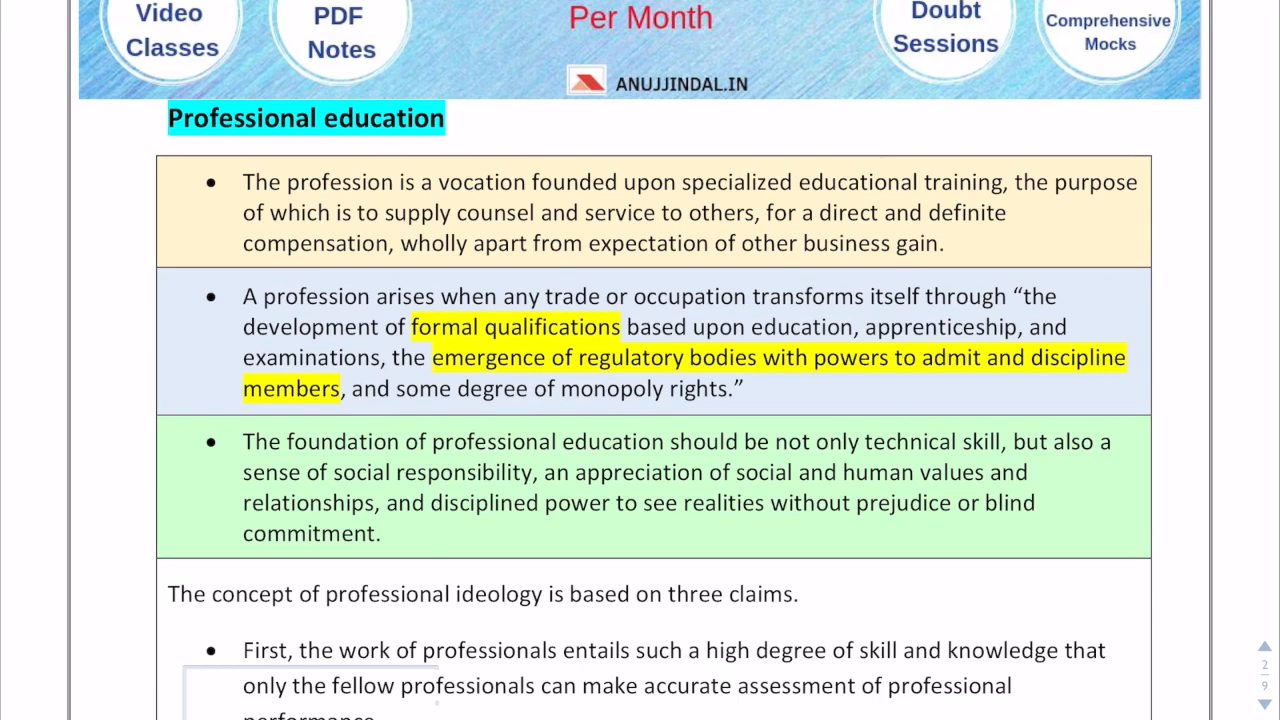 Video
Classes
PDF
Notes
Per Month
Doubt
Sessions
Comprehensive
Mocks
ANUJJINDAL.IN
Professional education
• The profession is a vocation founded upon specialized educational training, the purpose
of which is to supply counsel and service to others, for a direct and definite
compensation, wholly apart from expectation of other business gain.
• A profession arises when any trade or occupation transforms itself through “the
development of formal qualifications based upon education, apprenticeship, and
examinations, the emergence of regulatory bodies with powers to admit and discipline
members, and some degree of monopoly rights.”
• The foundation of professional education should be not only technical skill, but also a
sense of social responsibility, an appreciation of social and human values and
relationships, and disciplined power to see realities without prejudice or blind
commitment.
The concept of professional ideology is based on three claims.
• First, the work of professionals entails such a high degree of skill and knowledge that
only the fellow professionals can make accurate assessment of professional
performance.
2
9